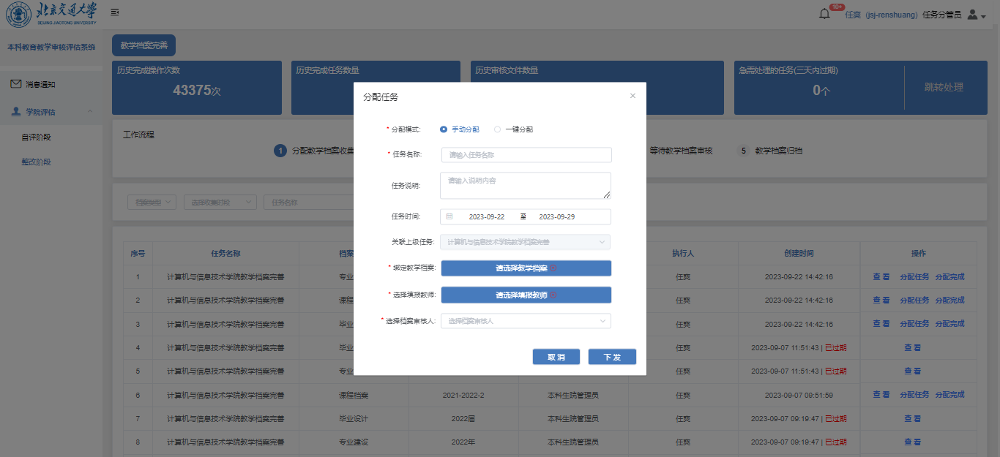 北京交通大学
BEIJING JIAOTONG UNIVERSITY
10+
任爽 (jsj-renshuang) 任务分管员
本科教育教学审核评估系统
消息通知
学院评估
自评阶段
整改阶段
教学档案完善
历史完成操作次数
43375次
历史完成任务数量
历史审核文件数量
急需处理的任务(三天内过期)
0个
跳转处理
工作流程
1 分配教学档案收集
等待教学档案审核
5 教学档案归档
档案类型
选择收集时段
任务名称
分配任务
* 分配模式: 手动分配 一键分配
* 任务名称: 请输入任务名称
任务说明: 请输入说明内容
任务时间: 2023-09-22 至 2023-09-29
关联上级任务: 计算机与信息技术学院教学档案完善
* 绑定教学档案: 请选择教学档案
* 选择填报教师: 请选择填报教师
* 选择档案审核人: 选择档案审核人
取 消 下 发
序号 任务名称 档案 执行人 创建时间 操作
1 计算机与信息技术学院教学档案完善 专业 任爽 2023-09-22 14:42:16 查 看 分配任务 分配完成
2 计算机与信息技术学院教学档案完善 课程 任爽 2023-09-22 14:42:16 查 看 分配任务 分配完成
3 计算机与信息技术学院教学档案完善 毕业 任爽 2023-09-22 14:42:16 查 看 分配任务 分配完成
4 计算机与信息技术学院教学档案完善 毕业 任爽 2023-09-07 11:51:43 | 已过期 查 看
5 计算机与信息技术学院教学档案完善 专业 任爽 2023-09-07 11:51:43 | 已过期 查 看
6 计算机与信息技术学院教学档案完善 课程档案 2021-2022-2 本科生院管理员 任爽 2023-09-07 09:51:59 查 看 分配任务 分配完成
7 计算机与信息技术学院教学档案完善 毕业设计 2022届 本科生院管理员 任爽 2023-09-07 09:19:47 | 已过期 查 看
8 计算机与信息技术学院教学档案完善 专业建设 2022年 本科生院管理员 任爽 2023-09-07 09:19:47 | 已过期 查 看